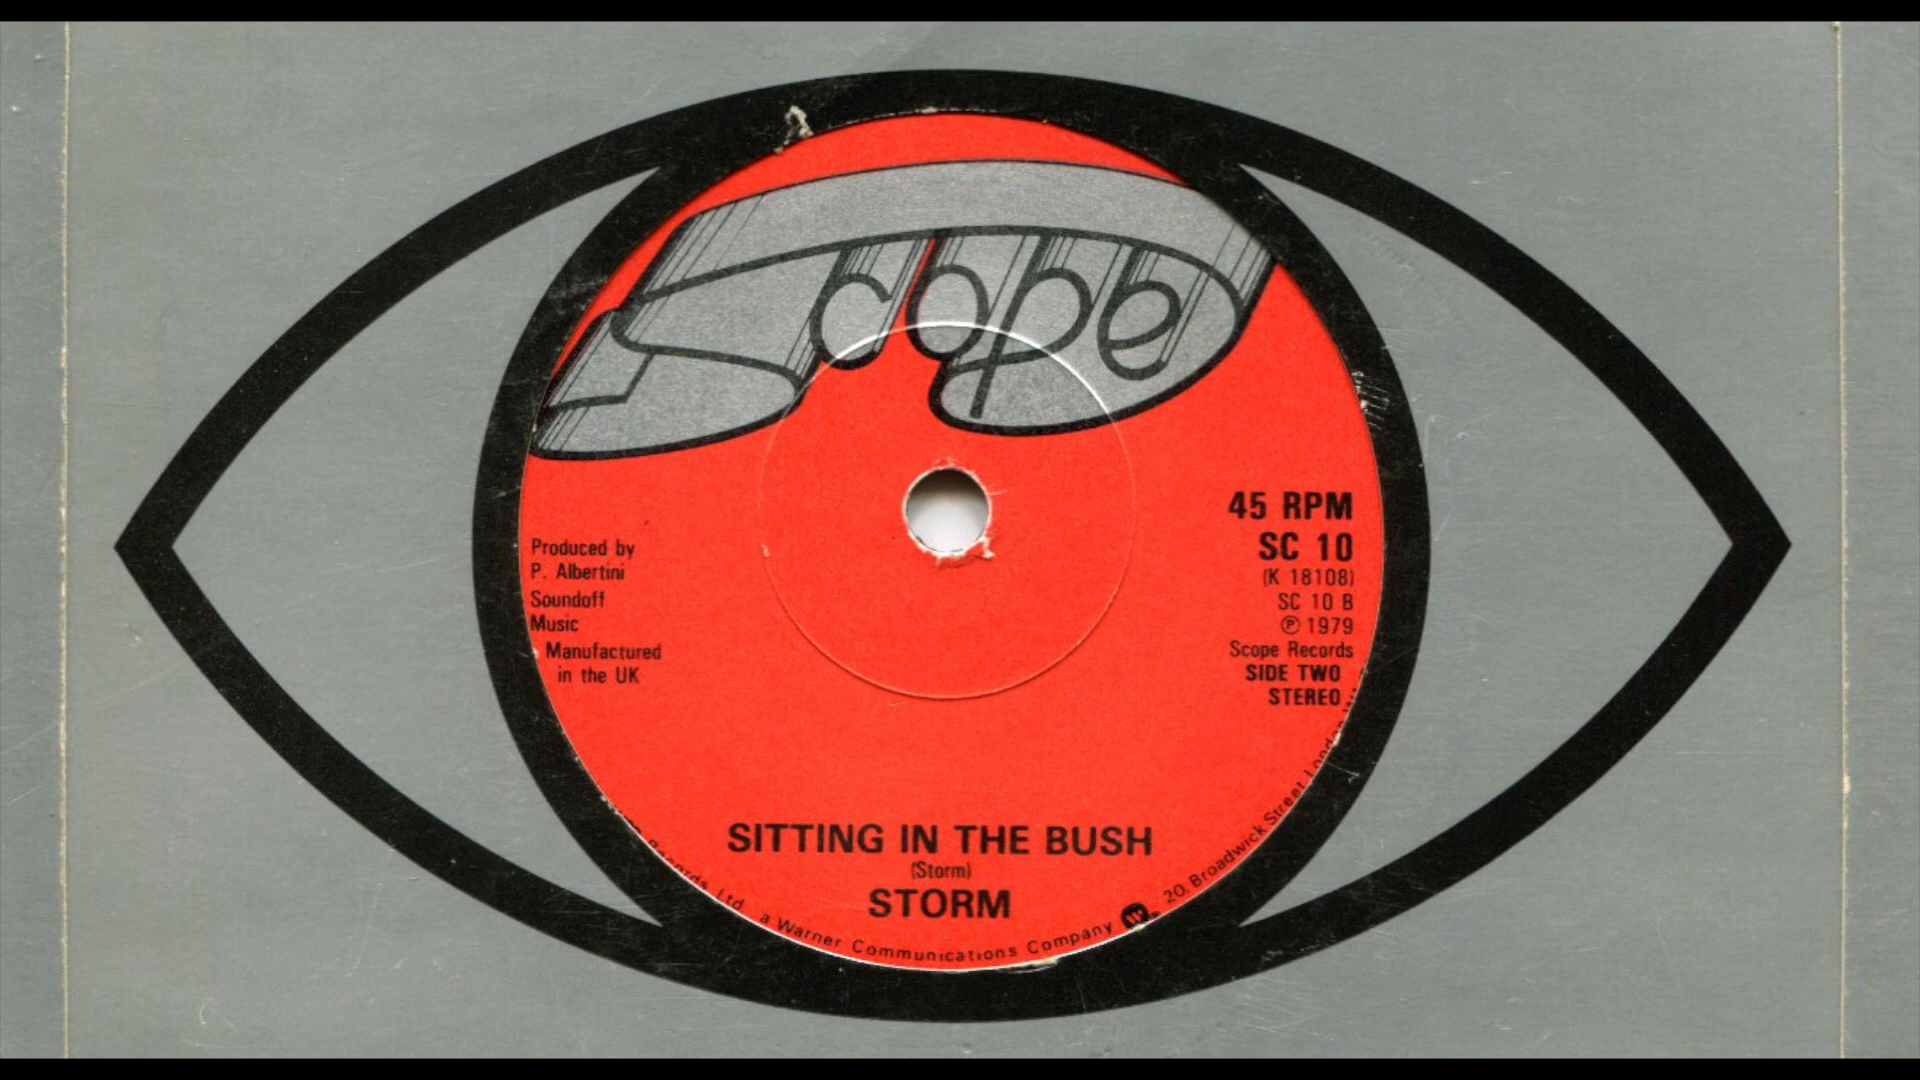 Scope
Produced by
P. Albertini
Soundoff
Music
Manufactured
in the UK
45 RPM
SC 10
(K 18108)
SC 10 B
Ⓟ 1979
Scope Records
SIDE TWO
STEREO
SITTING IN THE BUSH
(Storm)
STORM
Records Ltd. a Warner Communications Company 20, Broadwick Street, London